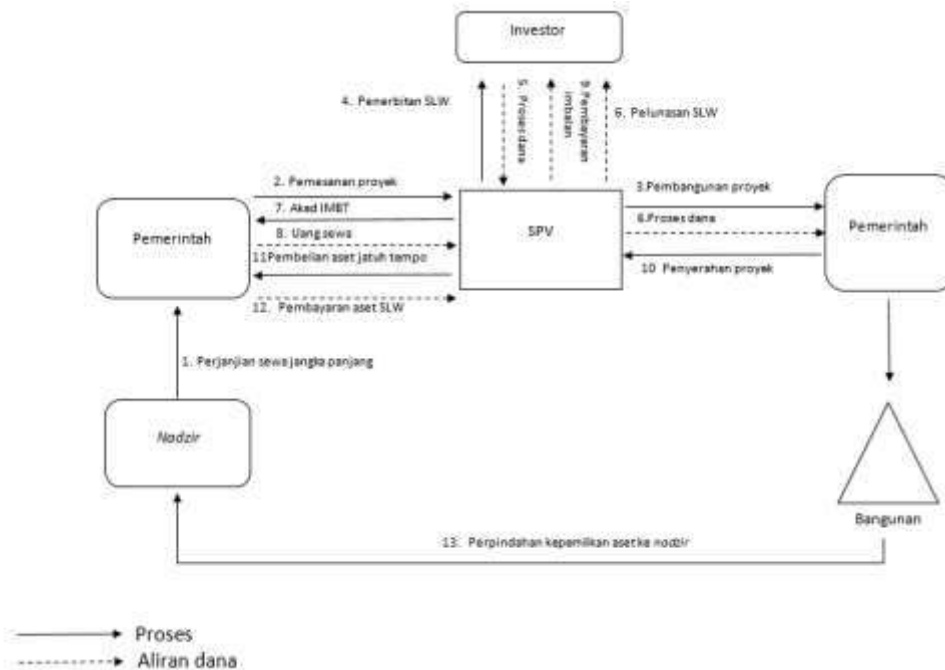 Investor
4. Penerbitan SLW
5. Proses dana
9 Pembayaran
imbalan
6. Pelunasan SLW
2. Pemesanan proyek
3.Pembangunan proyek
7. Akad IMBT
6.Proses dana
Pemerintah
8. Uang sewa
SPV
Pemerintah
11Pembelian aset jatuh tempo
10 Penyerahan proyek
12. Pembayaran aset SLW
1. Perjanjian sewa jangka panjang
Nadzir
Bangunan
13. Perpindahan kepemilkan aset ke nadzir
Proses
Aliran dana